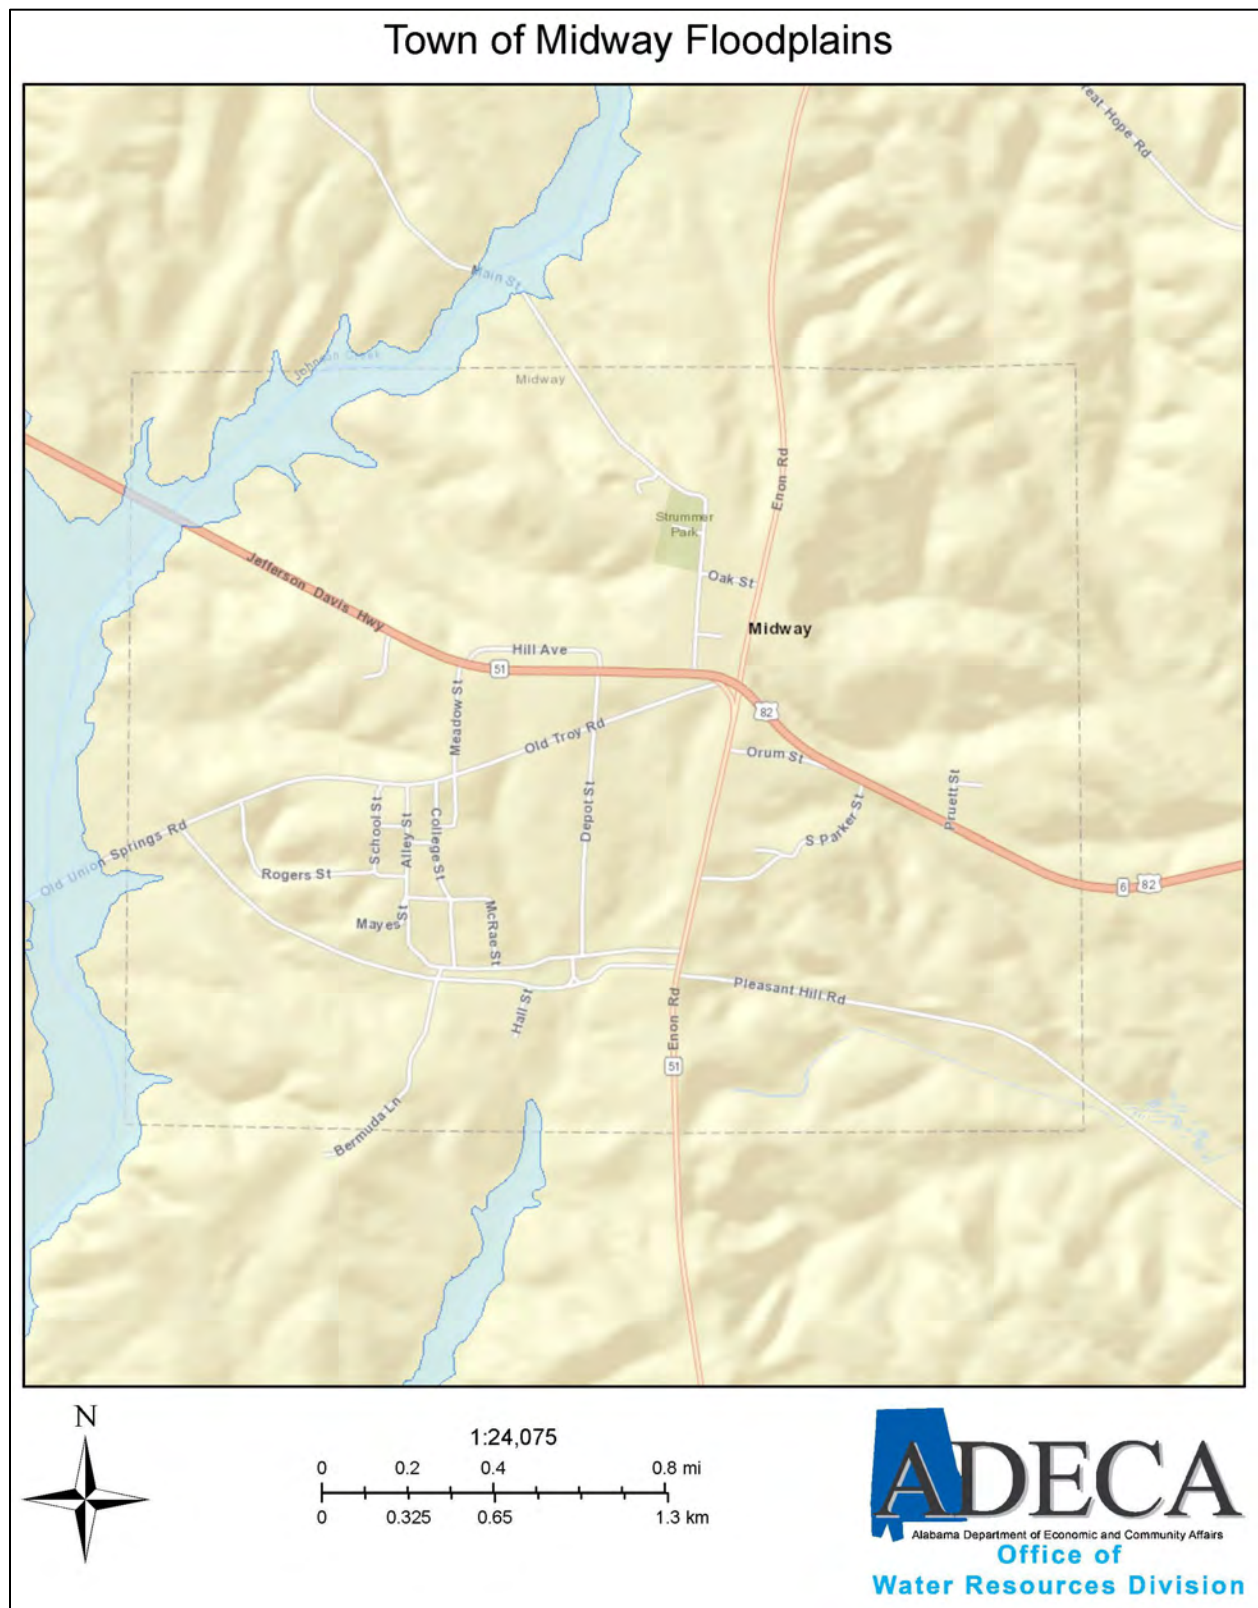 Town of Midway Floodplains
reat Hope Rd
Main St
Johnson Creek
Midway
Enon Rd
Strummer
Park
Oak St
Jefferson Davis Hwy
Midway
Hill Ave
51
Meadow St
82
Old Troy Rd
Orum St
Pruett St
Depot St
School St
Alley St
College St
S Parker St
Old Union Springs Rd
Rogers St
6
82
Mayes St
McRae St
Pleasant Hill Rd
Hall St
Enon Rd
51
Bermuda Ln
N
1:24,075
0 0.2 0.4 0.8 mi
0 0.325 0.65 1.3 km
ADECA
Alabama Department of Economic and Community Affairs
Office of
Water Resources Division